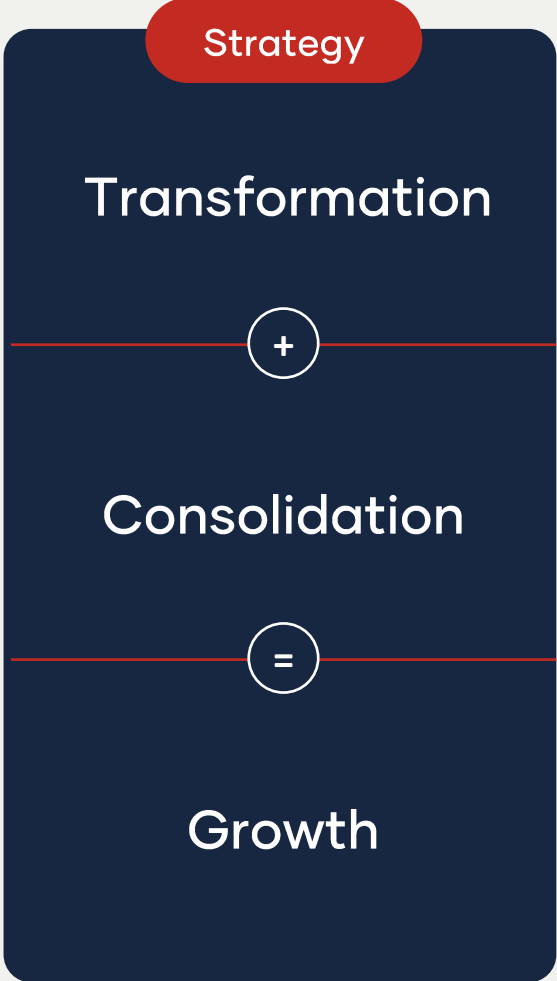 Strategy
Transformation
+
Consolidation
=
Growth